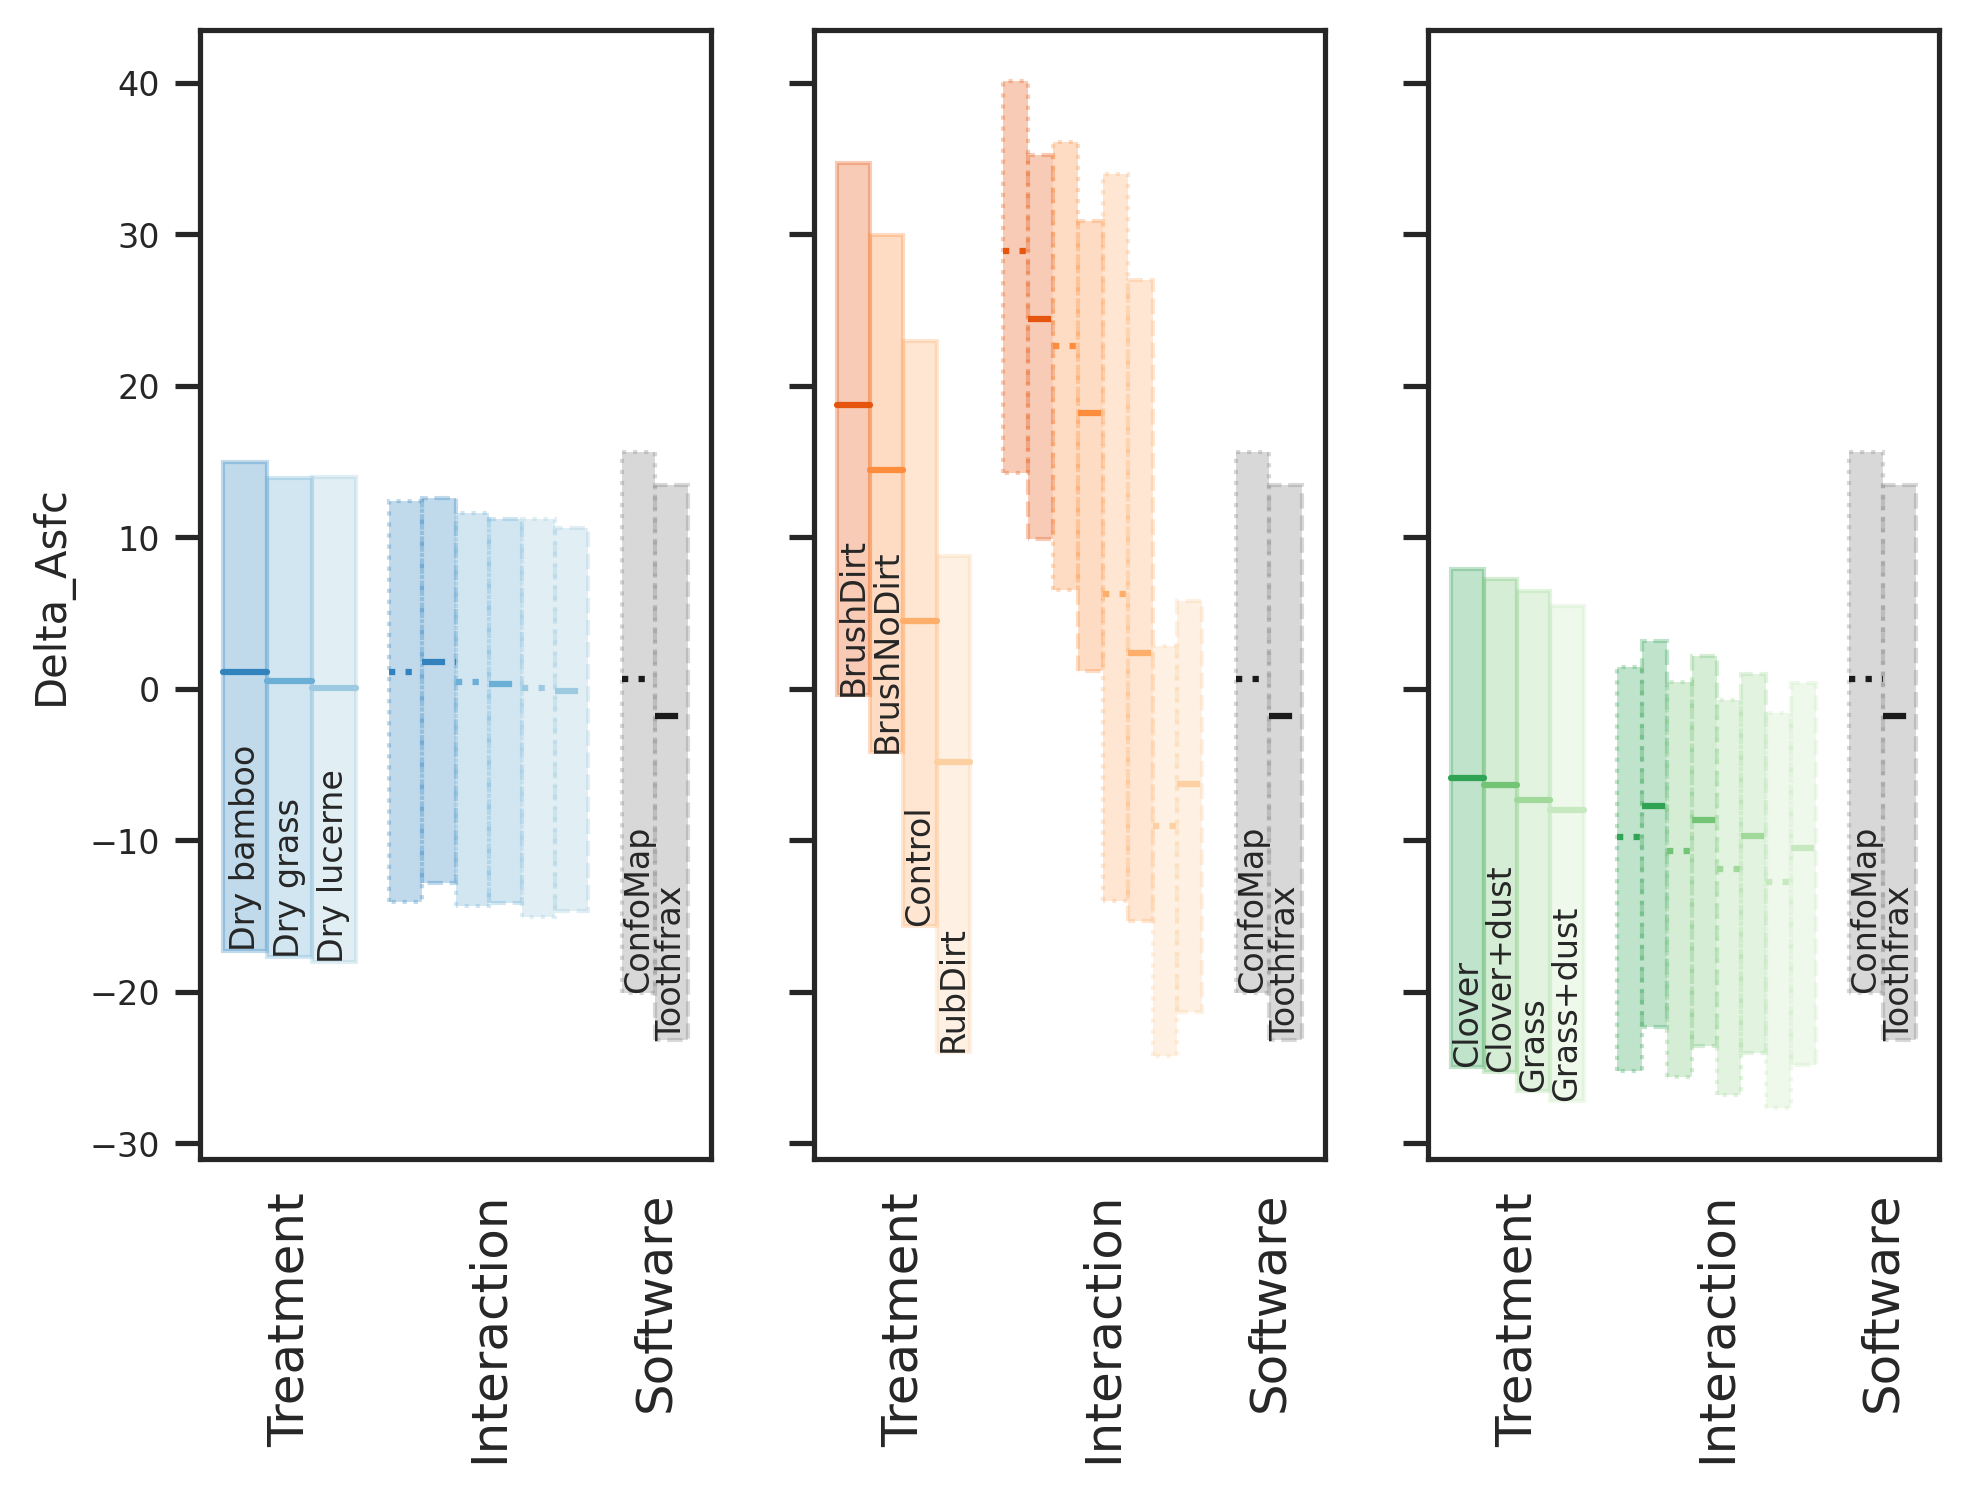 Delta_Asfc
40
30
20
10
0
−10
−20
−30
Dry bamboo
Dry grass
Dry lucerne
ConfoMap
Toothfrax
BrushDirt
BrushNoDirt
Control
RubDirt
ConfoMap
Toothfrax
Clover
Clover+dust
Grass
Grass+dust
ConfoMap
Toothfrax
Treatment
Interaction
Software
Treatment
Interaction
Software
Treatment
Interaction
Software